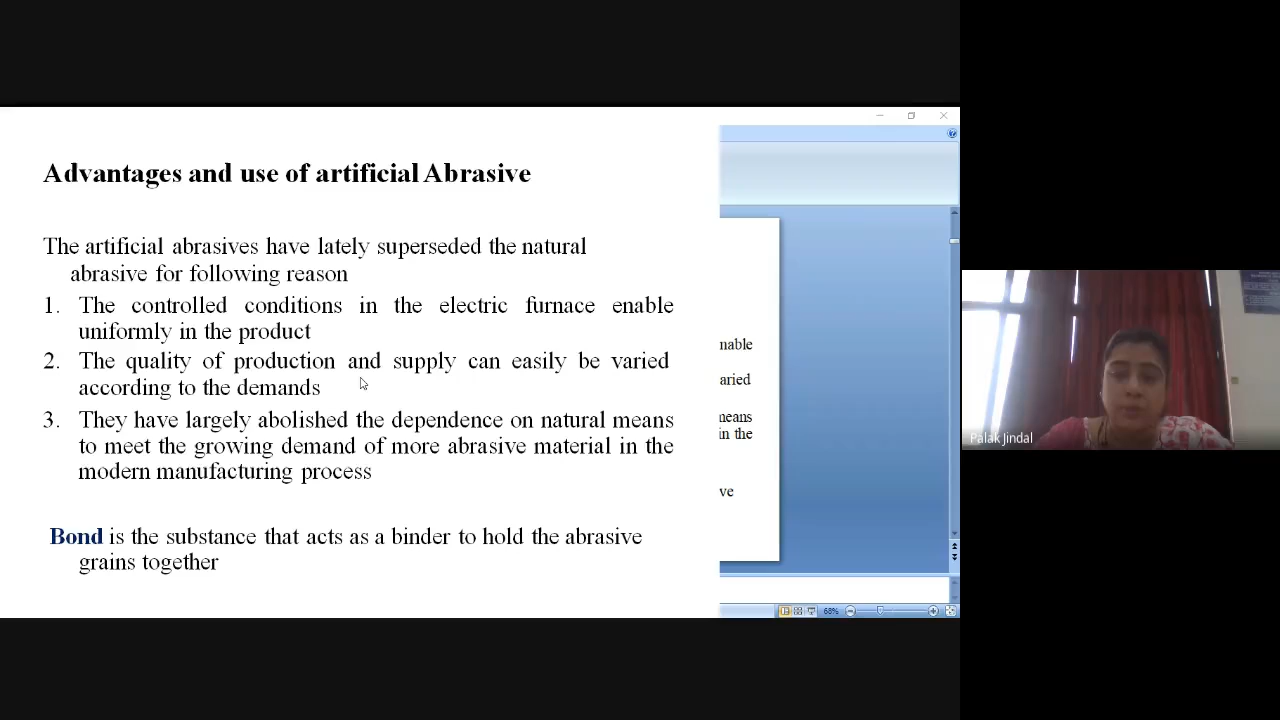 Advantages and use of artificial Abrasive
The artificial abrasives have lately superseded the natural
abrasive for following reason
1. The controlled conditions in the electric furnace enable
uniformly in the product
2. The quality of production and supply can easily be varied
according to the demands
3. They have largely abolished the dependence on natural means
to meet the growing demand of more abrasive material in the
modern manufacturing process
Bond is the substance that acts as a binder to hold the abrasive
grains together
nable
aried
neans
in the
ve
68%
Palak Jindal